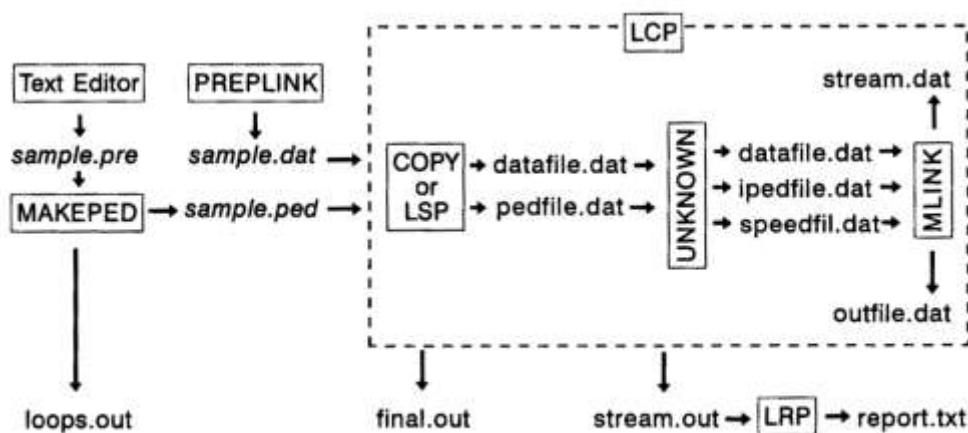 LCP
Text Editor
PREPLINK
stream.dat
sample.pre
sample.dat
COPY
or
LSP
datafile.dat
UNKNOWN
datafile.dat
MLINK
MAKEPED
sample.ped
pedfile.dat
ipedfile.dat
speedfil.dat
outfile.dat
loops.out
final.out
stream.out
LRP
report.txt